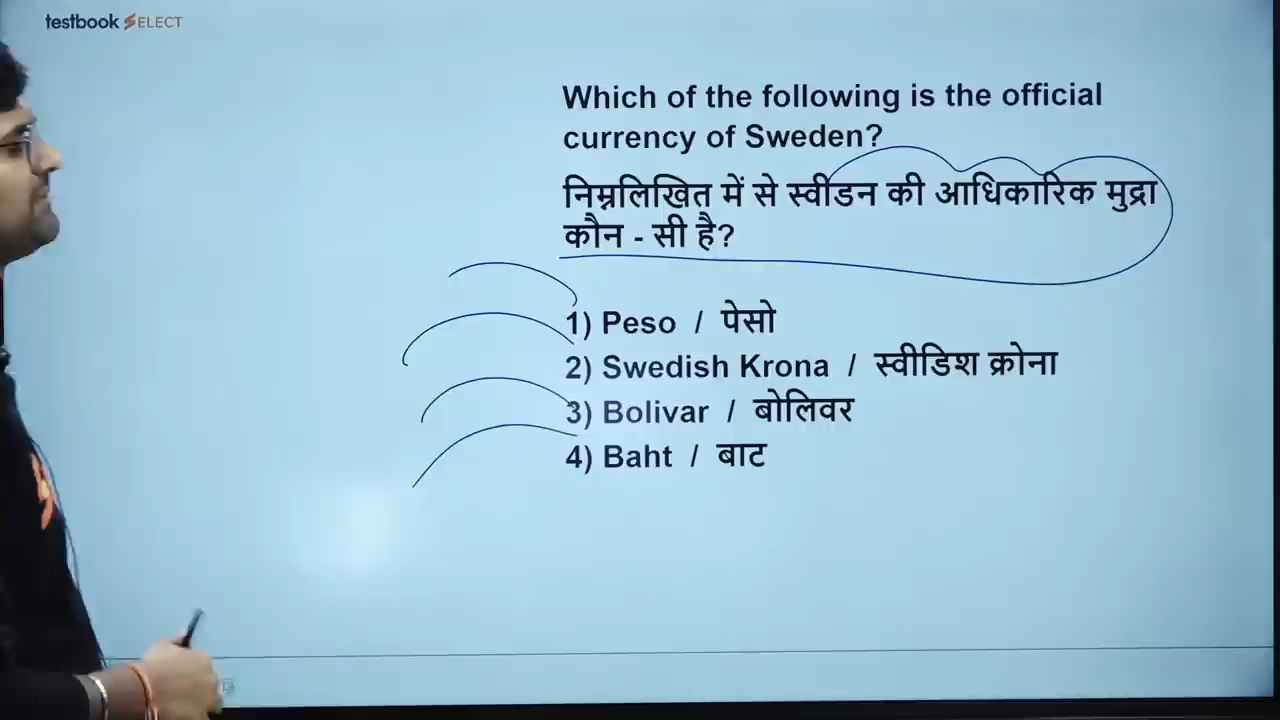 testbook SELECT
Which of the following is the official
currency of Sweden?
निम्नलिखित में से स्वीडन की आधिकारिक मुद्रा
कौन - सी है?
1) Peso / पेसो
2) Swedish Krona / स्वीडिश क्रोना
3) Bolivar / बोलिवर
4) Baht / बाट